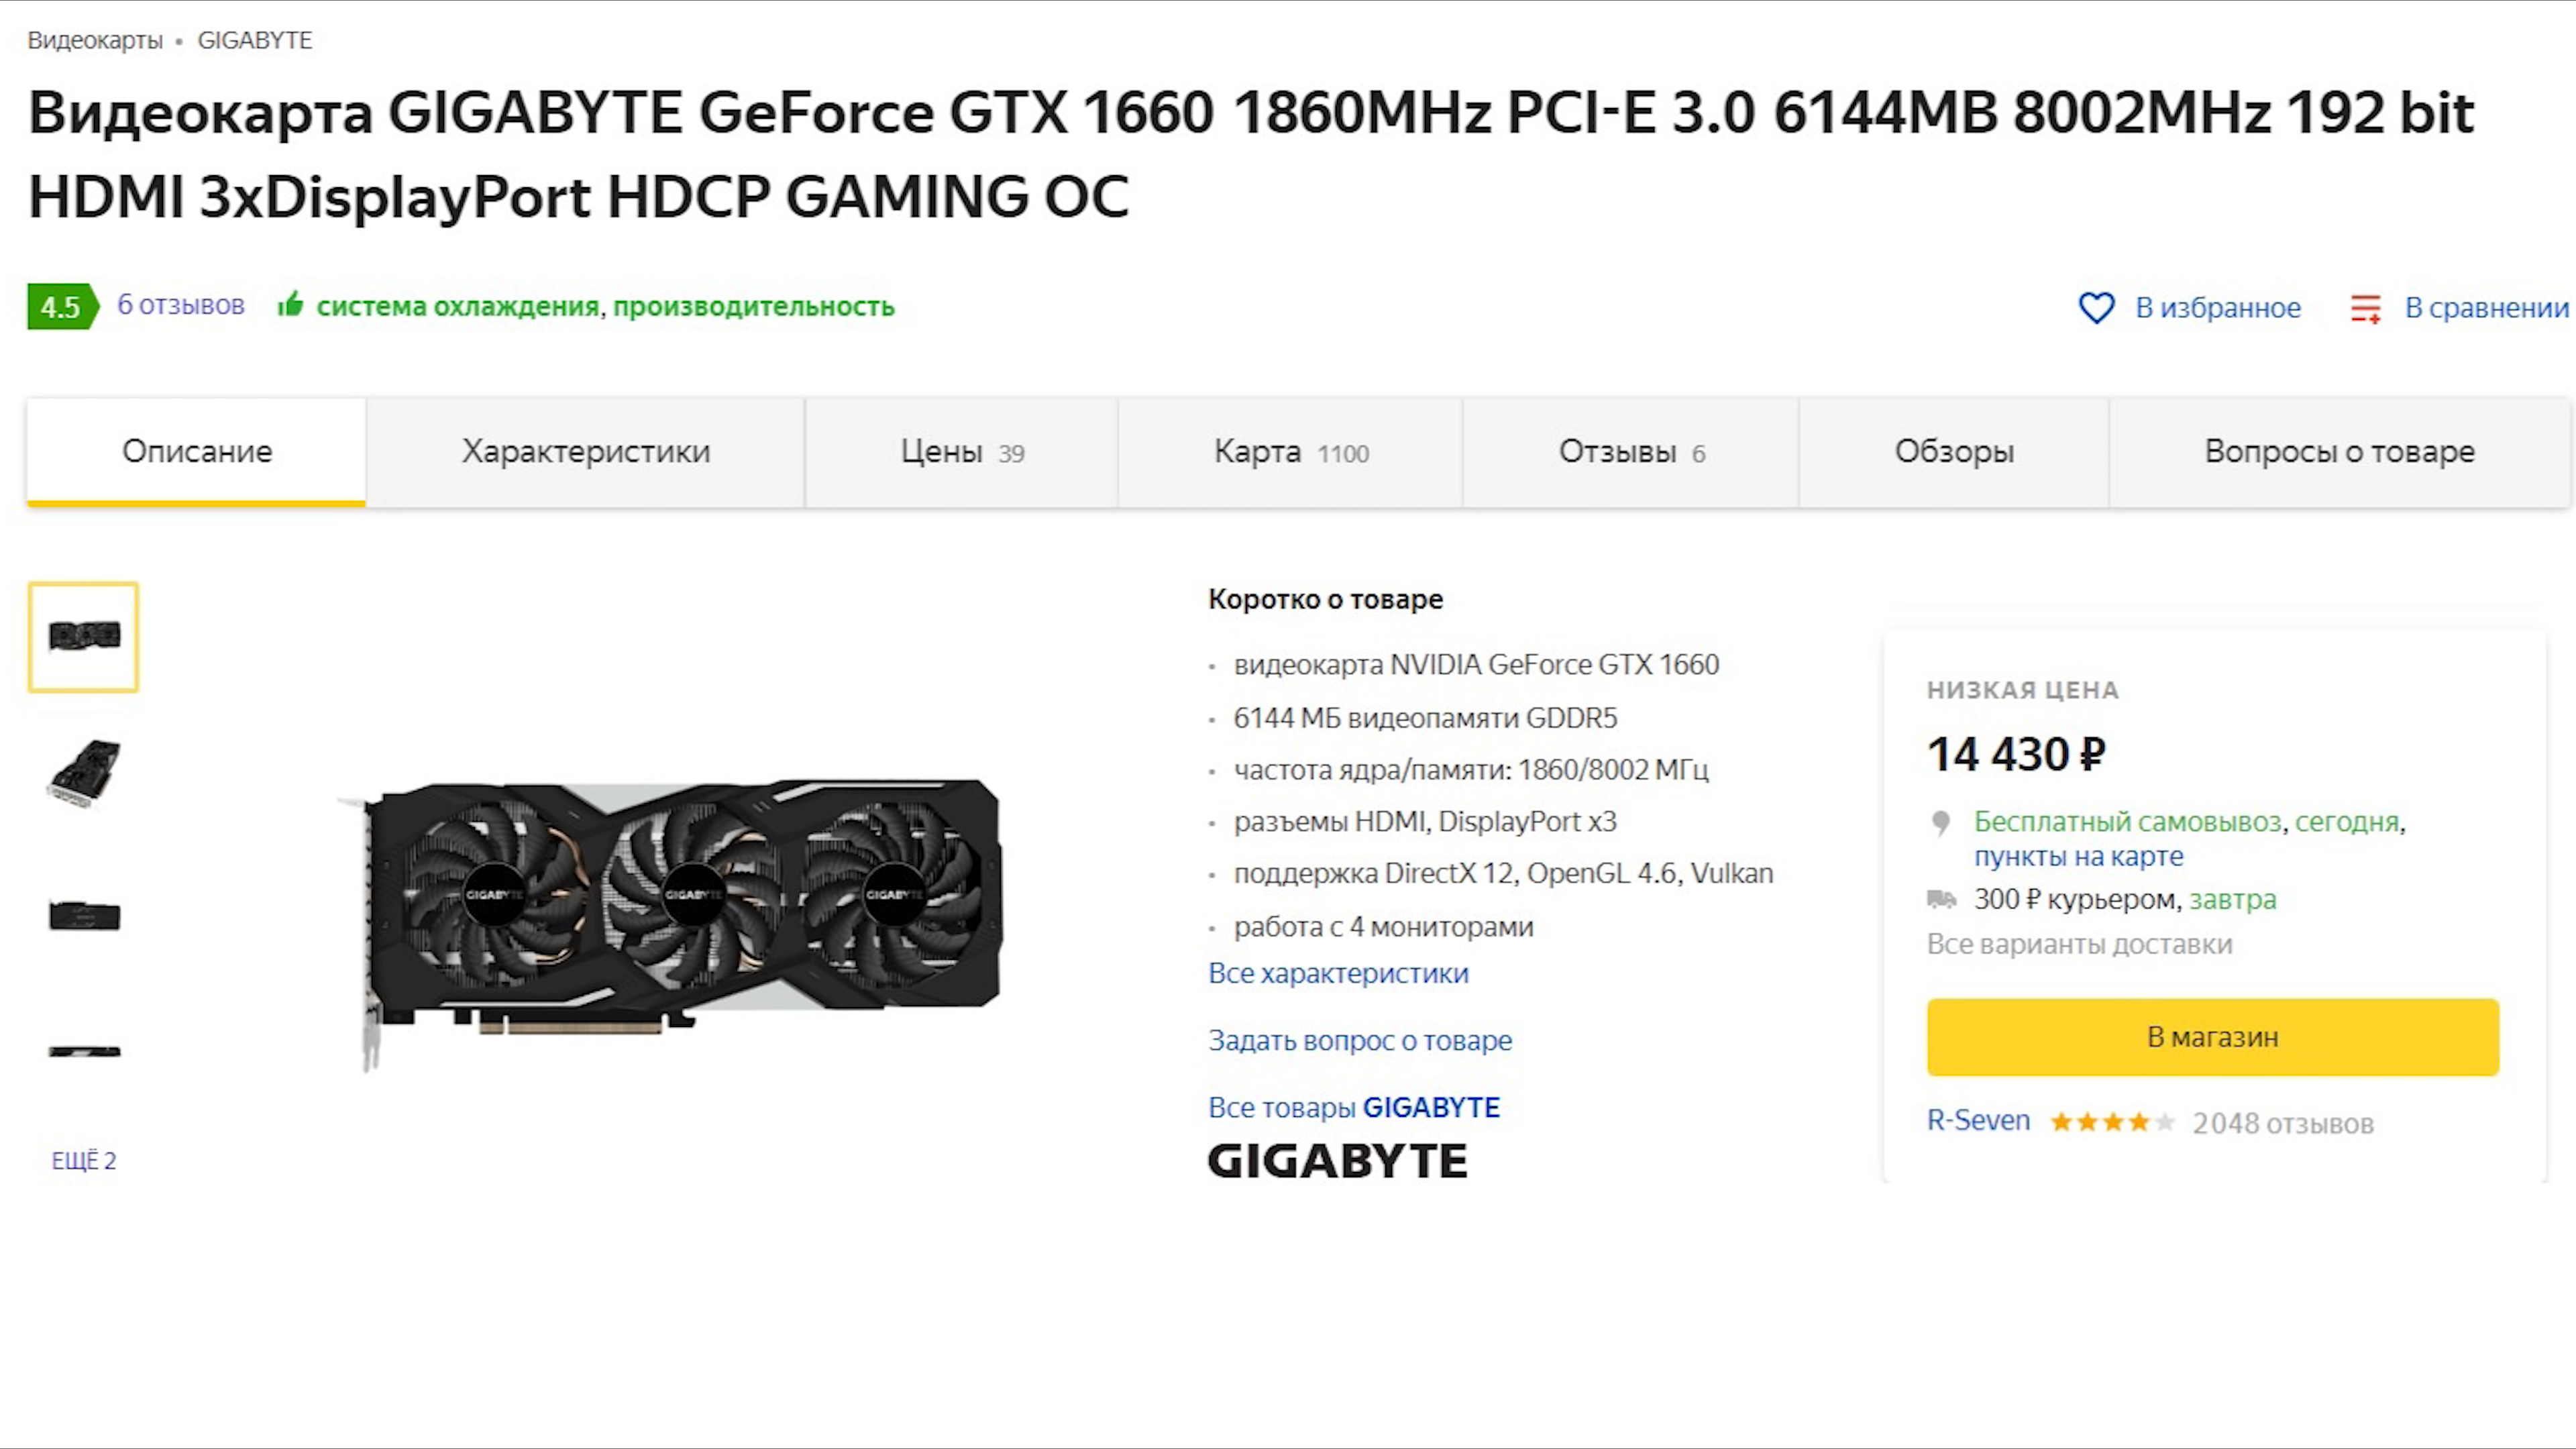 Видеокарты • GIGABYTE
Видеокарта GIGABYTE GeForce GTX 1660 1860MHz PCI-E 3.0 6144MB 8002MHz 192 bit
HDMI 3xDisplayPort HDCP GAMING OC
4.5 6 отзывов система охлаждения, производительность В избранное В сравнении
Описание Характеристики Цены 39 Карта 1100 Отзывы 6 Обзоры Вопросы о товаре
GIGABYTE GIGABYTE GIGABYTE
ЕЩЁ 2
Коротко о товаре
• видеокарта NVIDIA GeForce GTX 1660
• 6144 МБ видеопамяти GDDR5
• частота ядра/памяти: 1860/8002 МГц
• разъемы HDMI, DisplayPort x3
• поддержка DirectX 12, OpenGL 4.6, Vulkan
• работа с 4 мониторами
Все характеристики
Задать вопрос о товаре
Все товары GIGABYTE
GIGABYTE
НИЗКАЯ ЦЕНА
14 430 ₽
Бесплатный самовывоз, сегодня,
пункты на карте
300 ₽ курьером, завтра
Все варианты доставки
В магазин
R-Seven 2048 отзывов